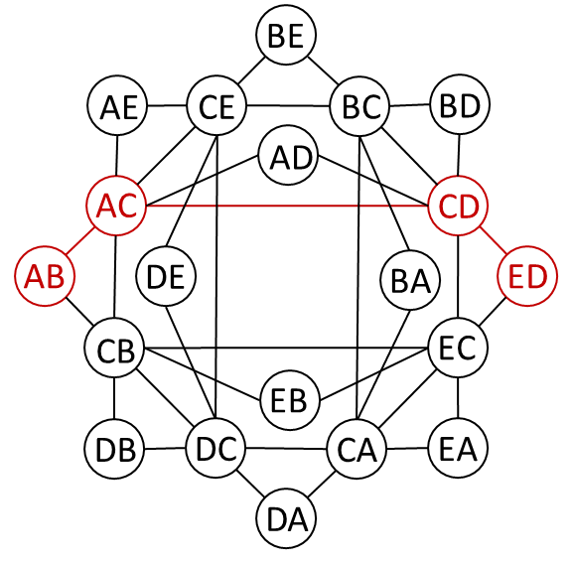 BE
AE CE BC BD
AD
AC CD
AB DE BA ED
CB EC
EB
DB DC CA EA
DA